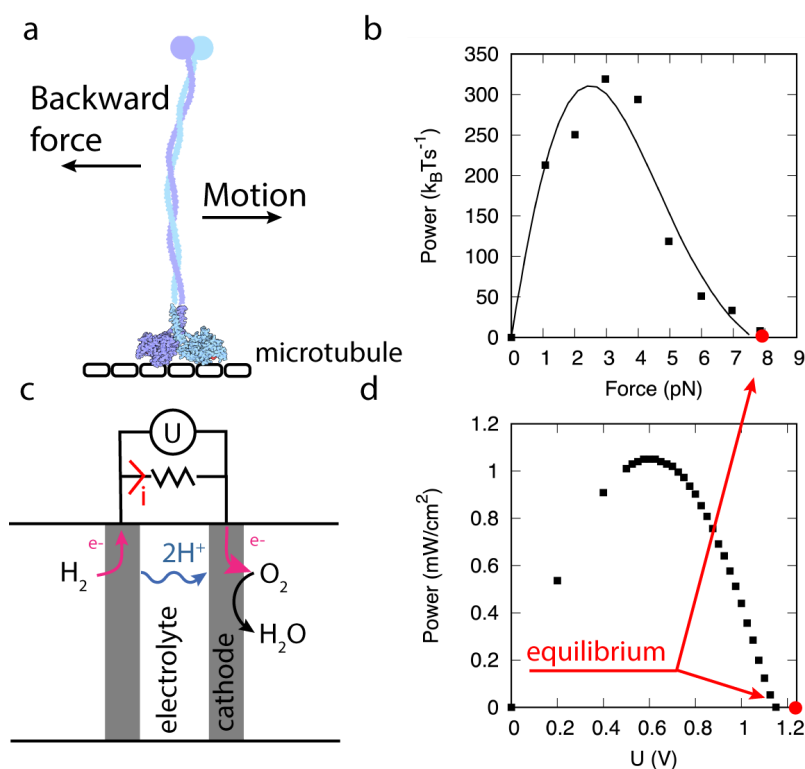 a
Backward
force
Motion
microtubule
b
Power (kBTs⁻¹)
350
300
250
200
150
100
50
0
0 1 2 3 4 5 6 7 8 9
Force (pN)
c
U
i
e-
e-
H₂
2H⁺
O₂
H₂O
electrolyte
cathode
d
Power (mW/cm²)
1.2
1
0.8
0.6
0.4
0.2
0
0 0.2 0.4 0.6 0.8 1.0 1.2
U (V)
equilibrium